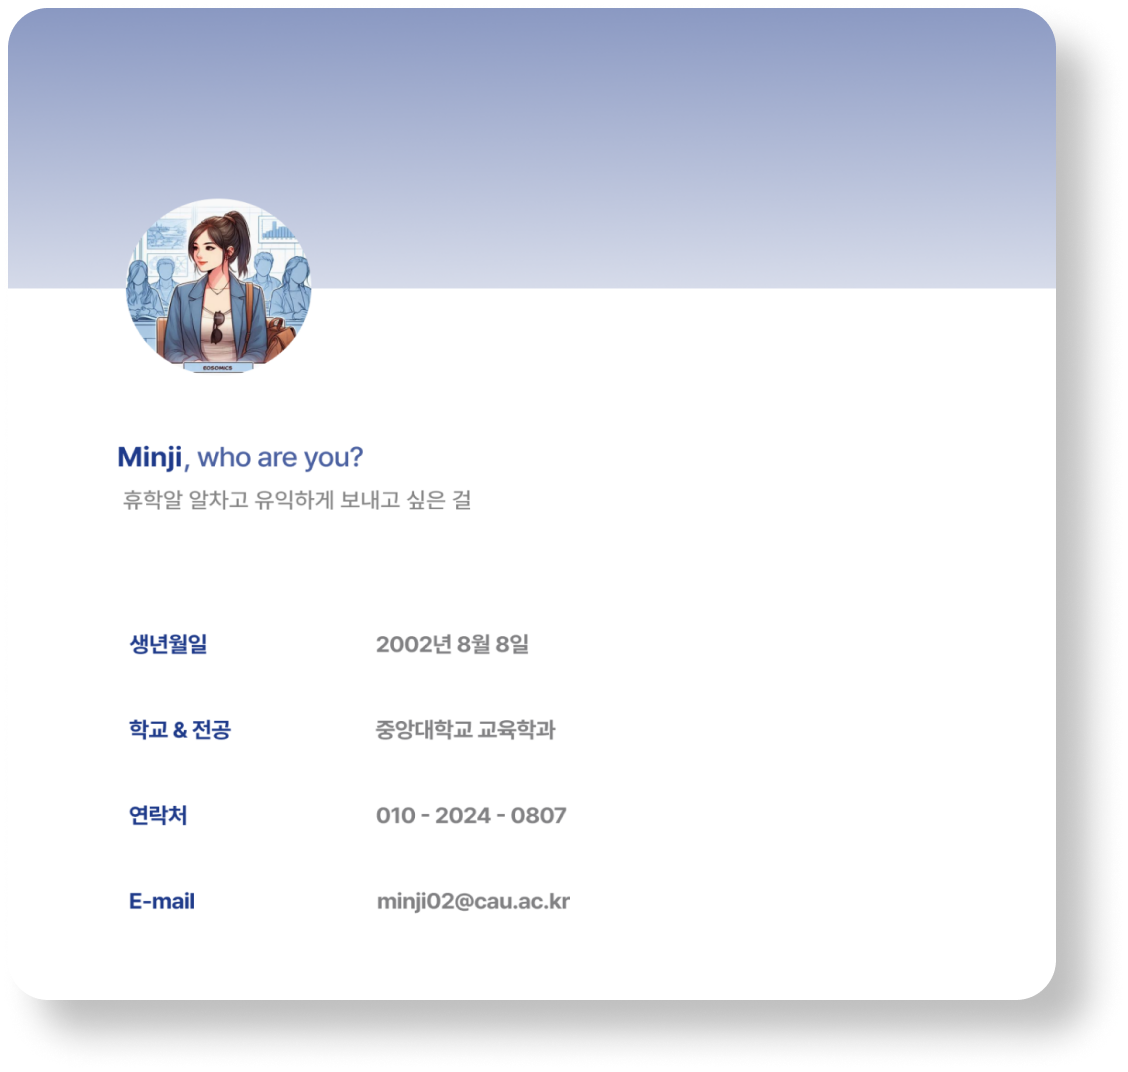 EOSOMICS
Minji, who are you?
휴학알 알차고 유익하게 보내고 싶은 걸
생년월일 2002년 8월 8일
학교 & 전공 중앙대학교 교육학과
연락처 010 - 2024 - 0807
E-mail minji02@cau.ac.kr